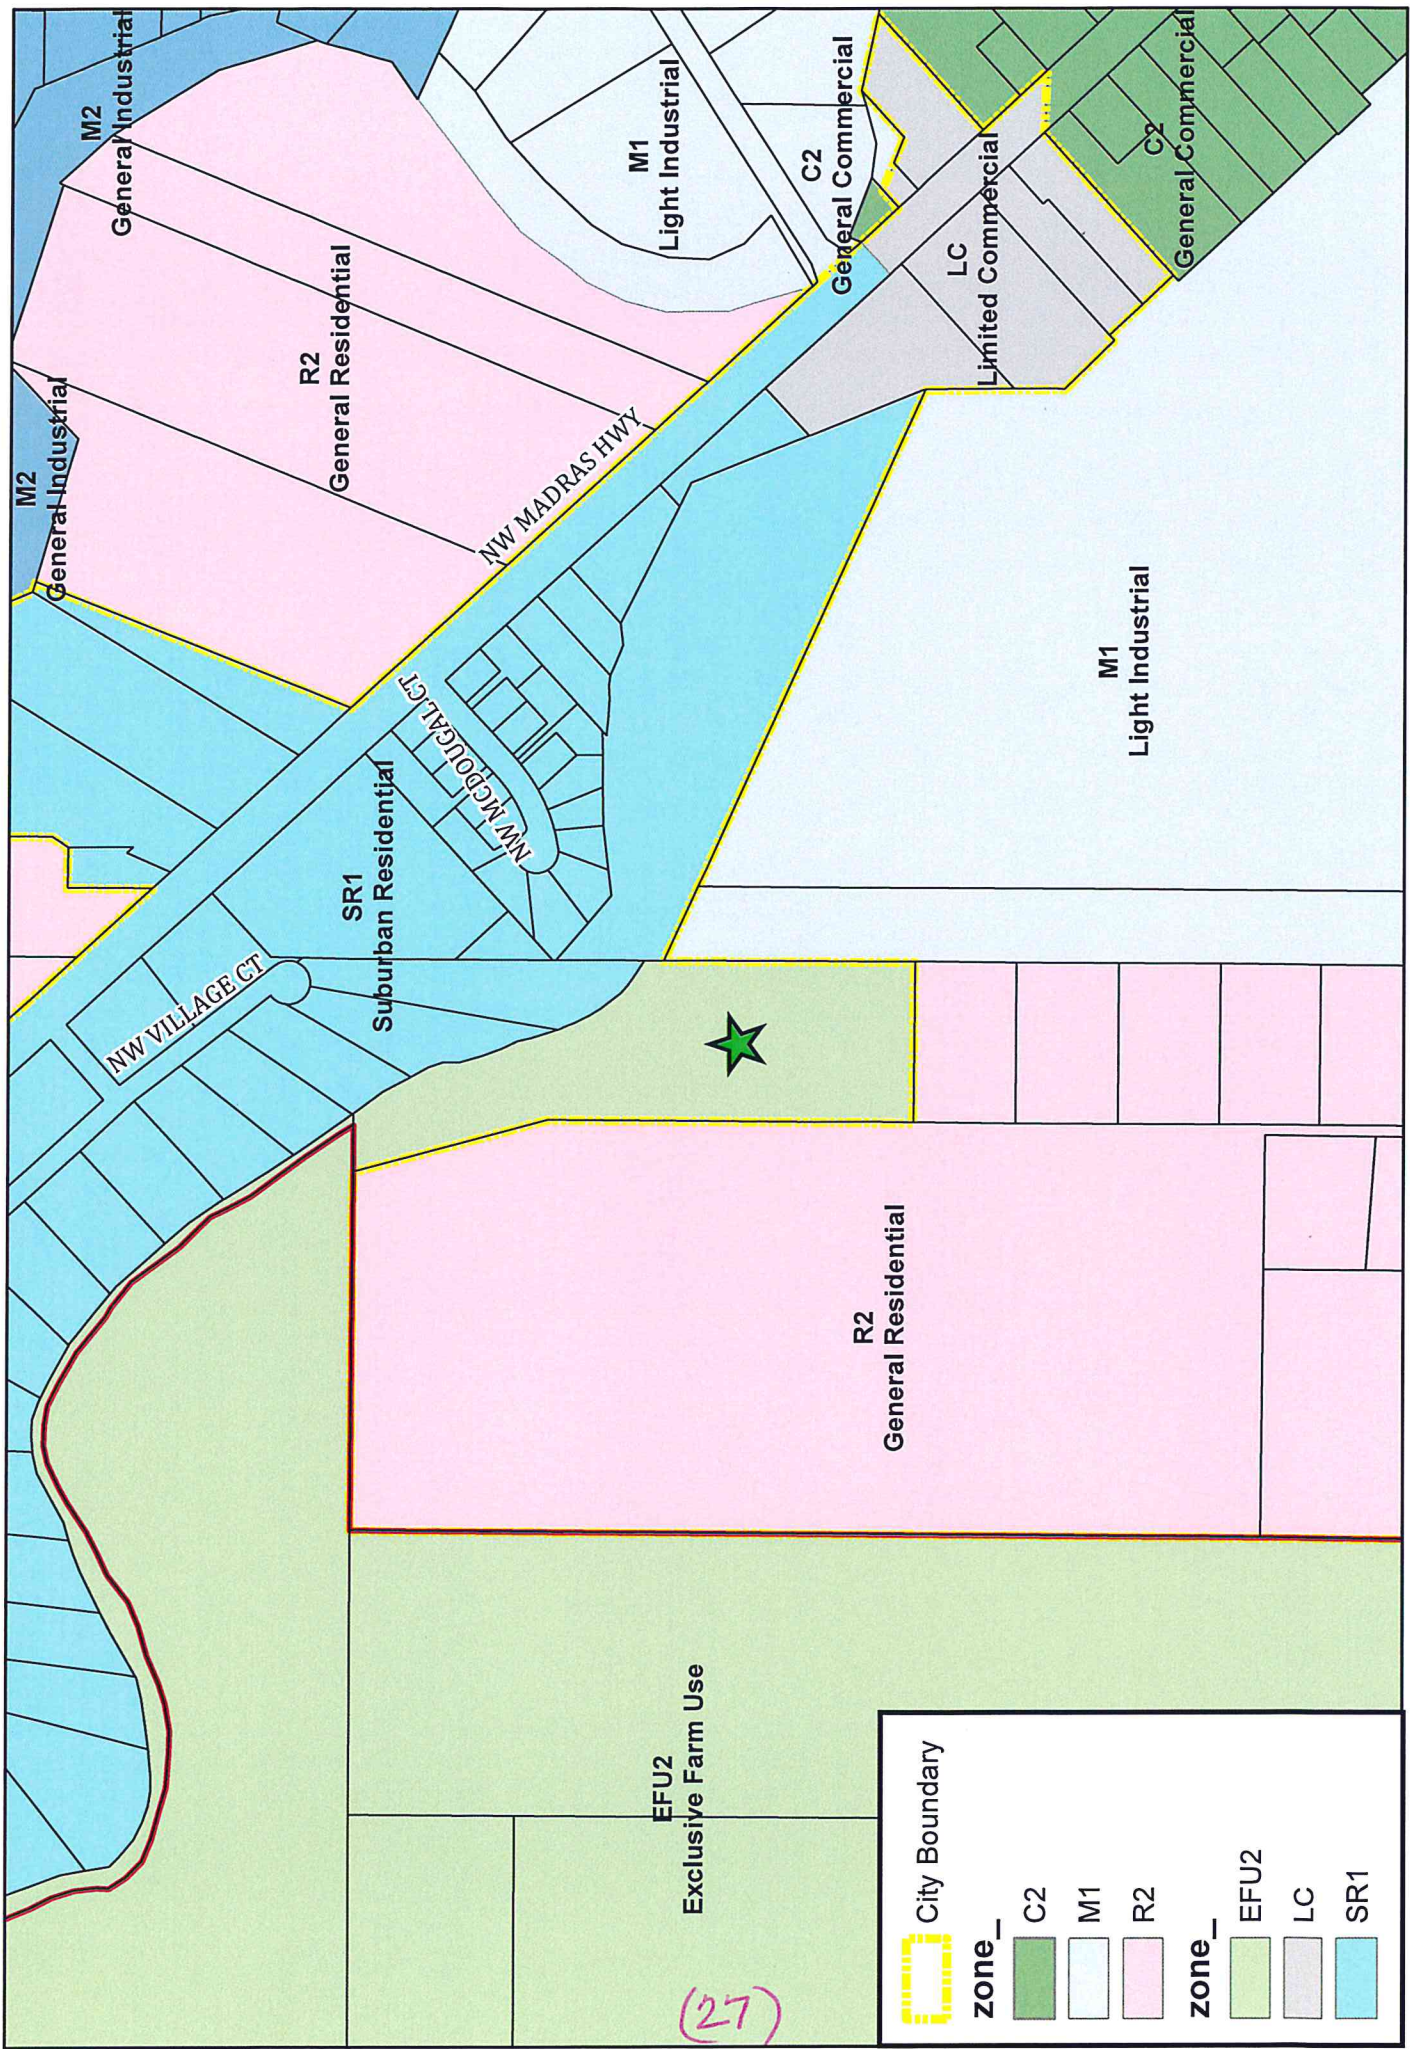 M2
General Industrial
M2
General Industrial
R2
General Residential
M1
Light Industrial
C2
General Commercial
LC
Limited Commercial
C2
General Commercial
NW MADRAS HWY
NW MCDOUGAL CT
SR1
Suburban Residential
NW VILLAGE CT
M1
Light Industrial
R2
General Residential
EFU2
Exclusive Farm Use
(27)
City Boundary
zone_
C2
M1
R2
zone_
EFU2
LC
SR1